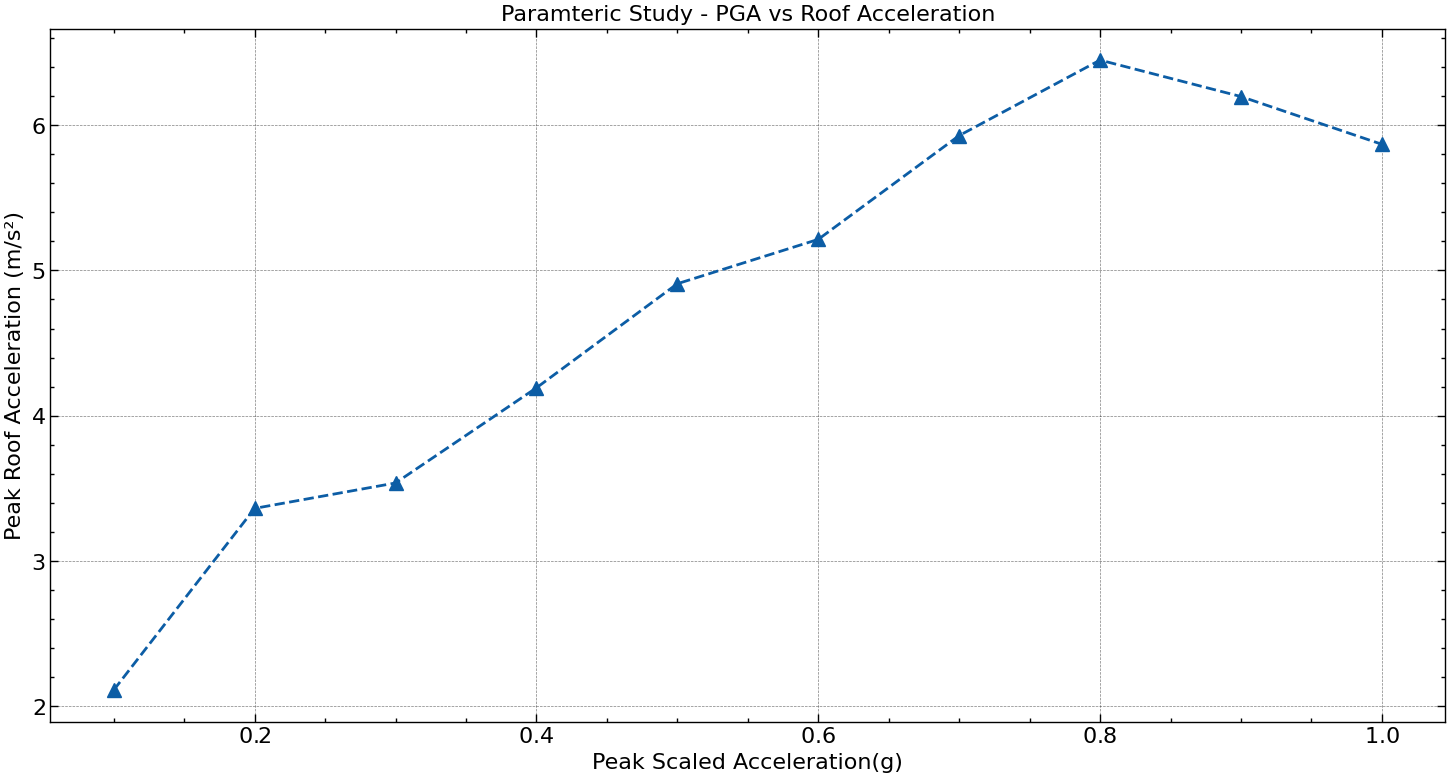 Paramteric Study - PGA vs Roof Acceleration
Peak Roof Acceleration (m/s²)
6
5
4
3
2
0.2 0.4 0.6 0.8 1.0
Peak Scaled Acceleration(g)